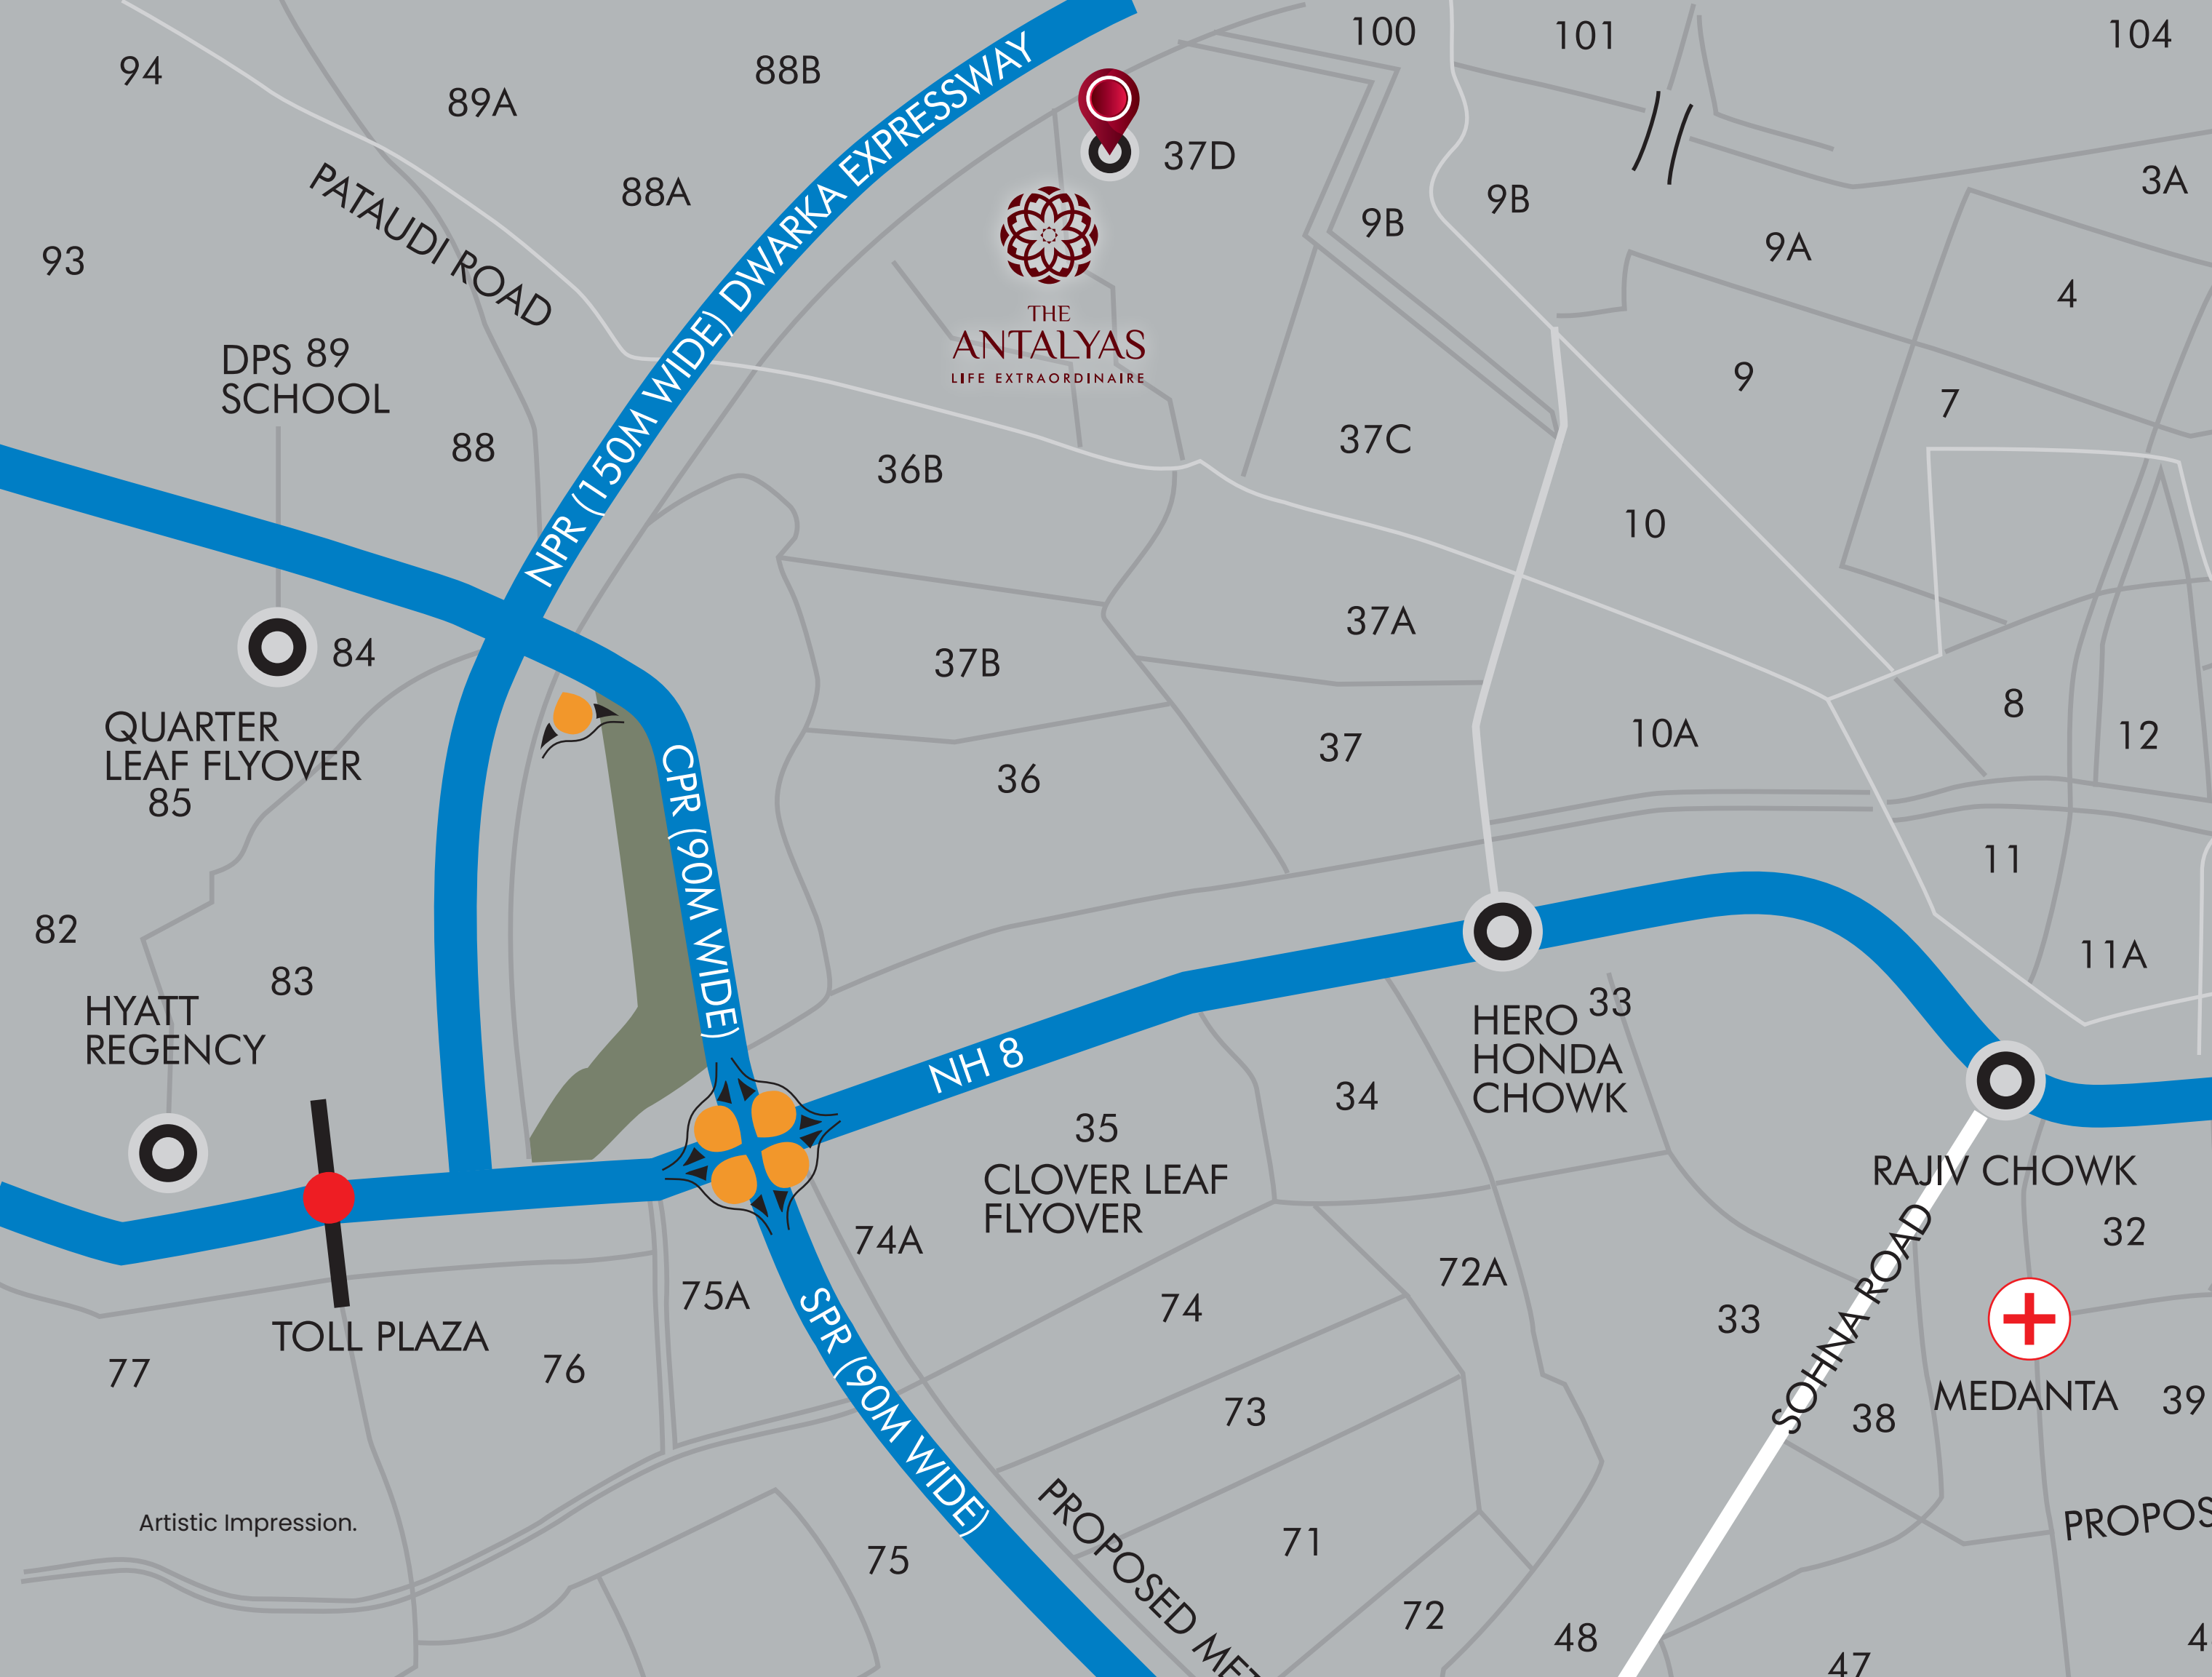 94
89A
88B
100
101
104
37D
3A
88A
9B
9B
9A
4
93
PATAUDI ROAD
NPR (150M WIDE) DWARKA EXPRESSWAY
THE
ANTALYAS
LIFE EXTRAORDINAIRE
DPS 89
SCHOOL
88
9
7
37C
36B
10
37A
84
37B
QUARTER
LEAF FLYOVER
85
CPR (90M WIDE)
36
37
10A
8
12
11
82
83
11A
HYATT
REGENCY
NH 8
33
HERO
HONDA
CHOWK
34
35
CLOVER LEAF
FLYOVER
RAJIV CHOWK
32
74A
75A
74
72A
33
SOHNA ROAD
TOLL PLAZA
77
76
SPR (90M WIDE)
73
38
MEDANTA
39
Artistic Impression.
75
PROPOSED MET
71
72
48
47
PROPOS
4